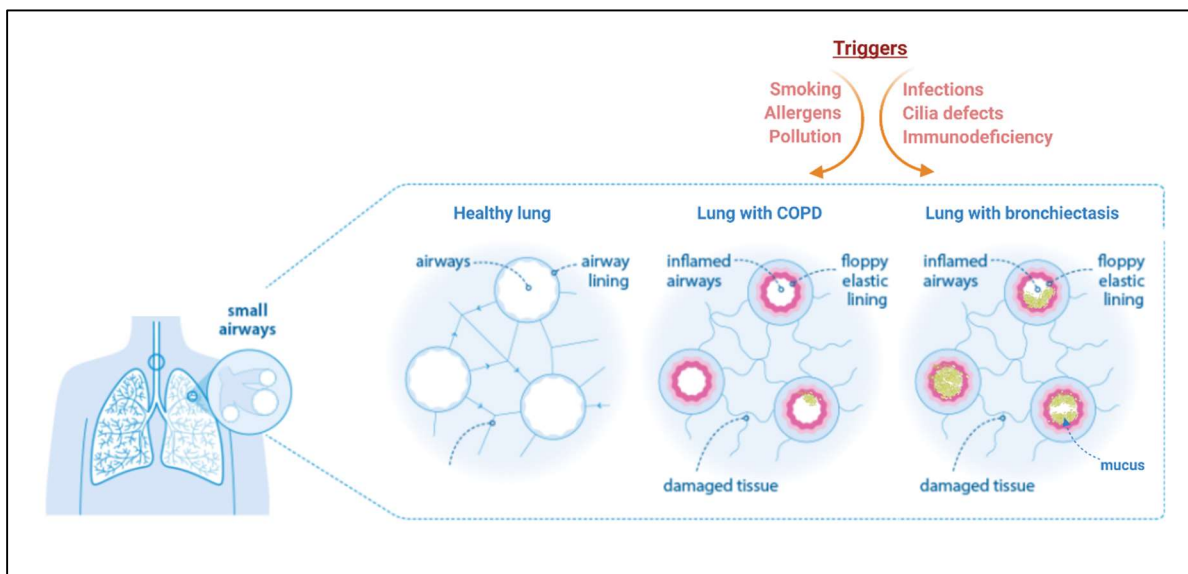 Triggers
Smoking
Allergens
Pollution
Infections
Cilia defects
Immunodeficiency
Healthy lung
Lung with COPD
Lung with bronchiectasis
airways
airway
lining
inflamed
airways
floppy
elastic
lining
inflamed
airways
floppy
elastic
lining
small
airways
damaged tissue
damaged tissue
mucus